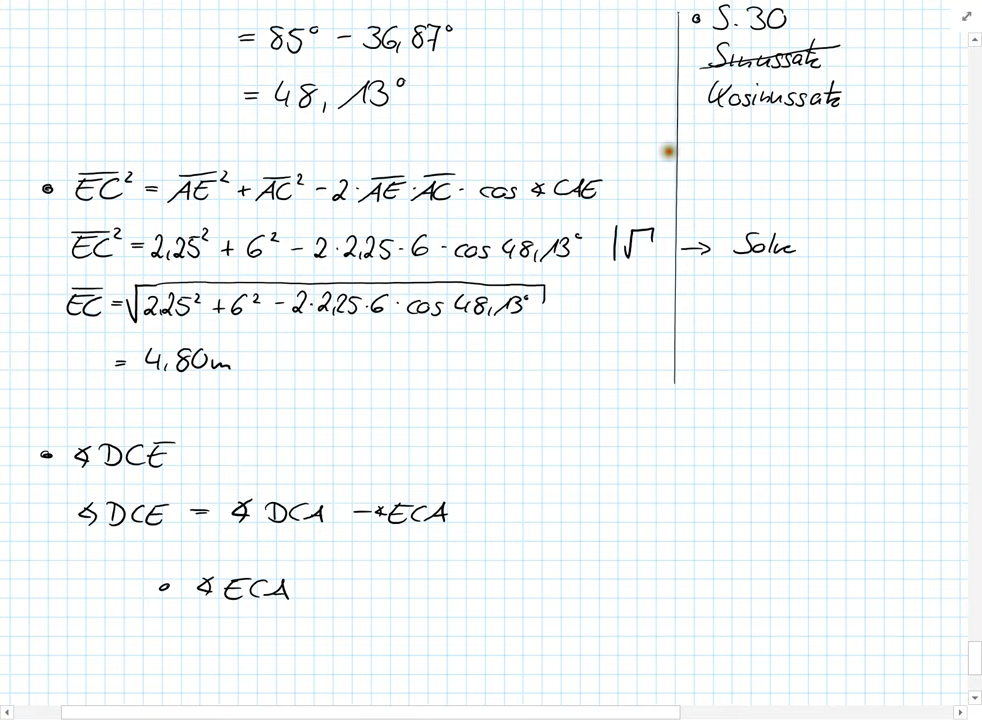 = 85° - 36,87°
= 48,13°
• S. 30
Sinussatz
Kosinussatz
• EC² = AE² + AC² - 2 · AE · AC · cos ∢ CAE
EC² = 2,25² + 6² - 2 · 2,25 · 6 · cos 48,13° | √ → Solve
EC = √2,25² + 6² - 2 · 2,25 · 6 · cos 48,13°
= 4,80m
• ∢ DCE
∢ DCE = ∢ DCA - ∢ ECA
• ∢ ECA